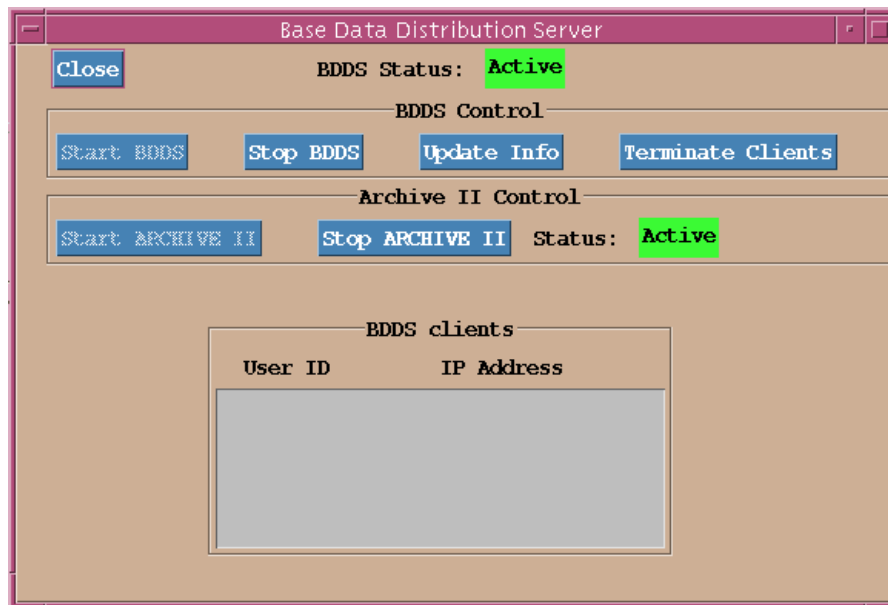 Base Data Distribution Server
Close BDDS Status: Active
BDDS Control
Start BDDS Stop BDDS Update Info Terminate Clients
Archive II Control
Start ARCHIVE II Stop ARCHIVE II Status: Active
BDDS clients
User ID IP Address